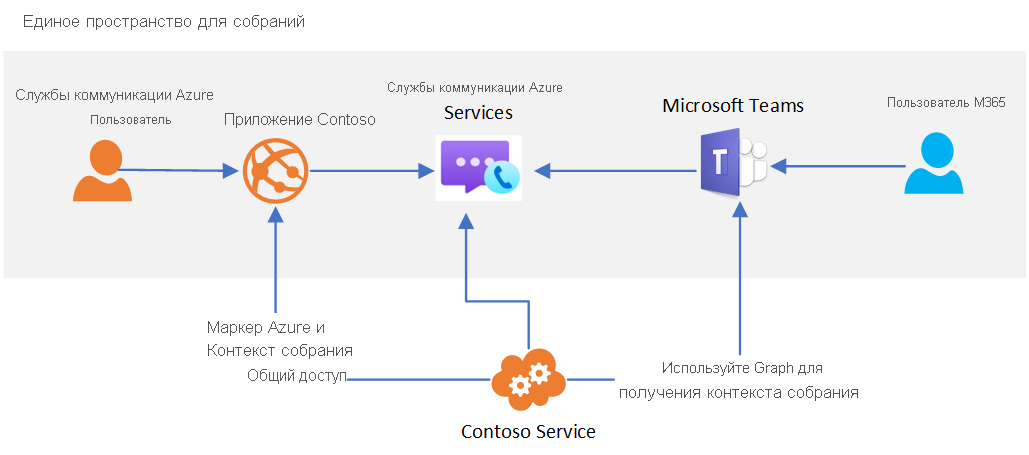 Единое пространство для собраний
Службы коммуникации Azure
Пользователь
Приложение Contoso
Службы коммуникации Azure
Services
Microsoft Teams
T
Пользователь M365
Маркер Azure и
Контекст собрания
Общий доступ
Используйте Graph для
получения контекста собрания
Contoso Service